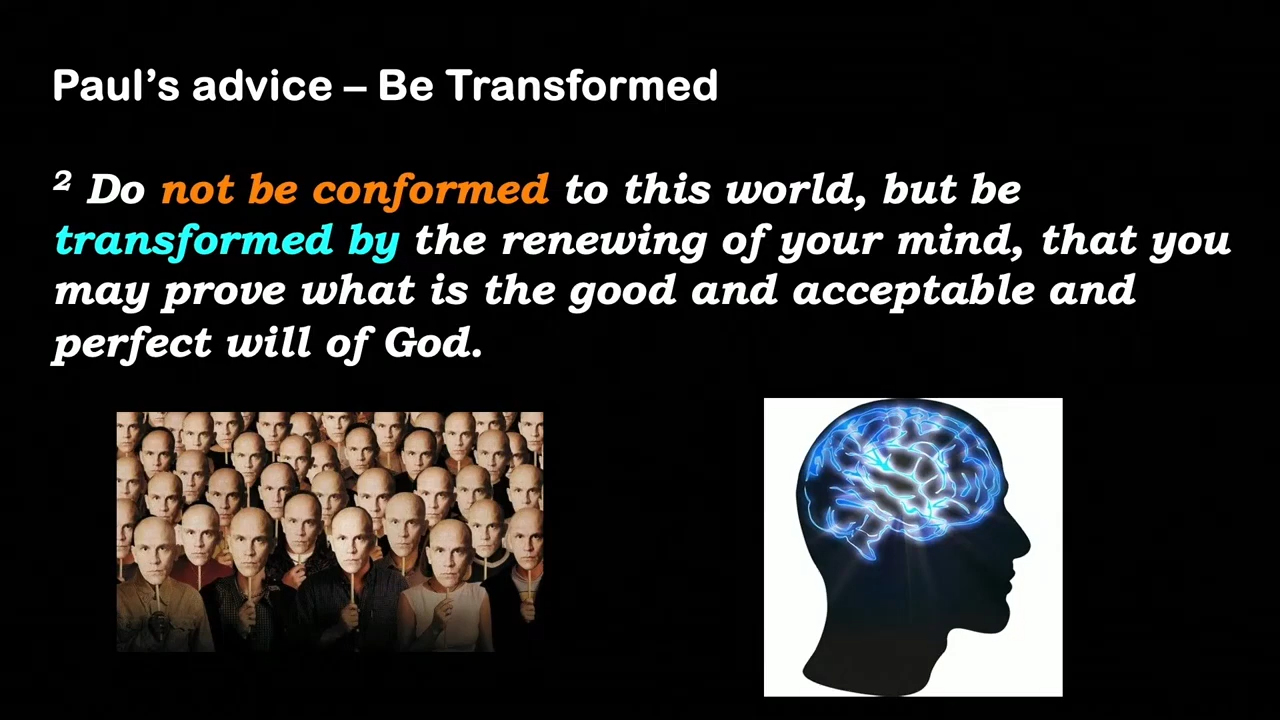 Paul’s advice – Be Transformed
² Do not be conformed to this world, but be
transformed by the renewing of your mind, that you
may prove what is the good and acceptable and
perfect will of God.